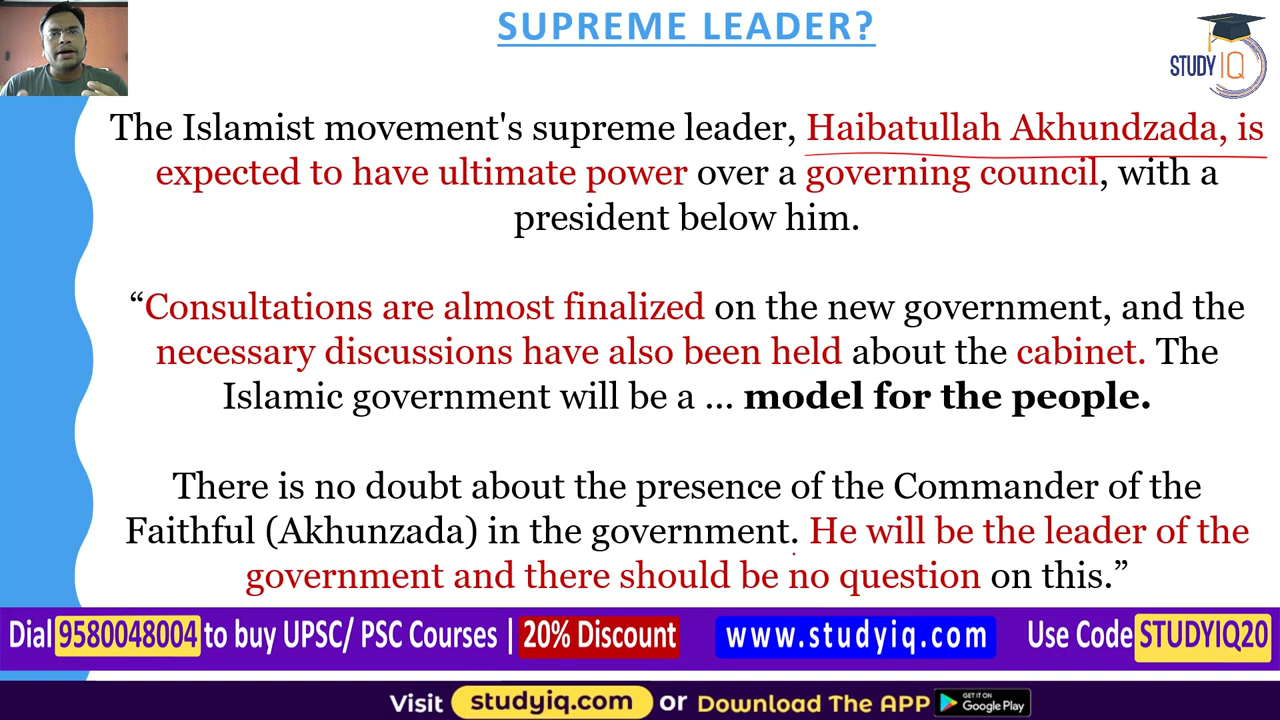 SUPREME LEADER?
STUDY IQ
The Islamist movement's supreme leader, Haibatullah Akhundzada, is
expected to have ultimate power over a governing council, with a
president below him.
“Consultations are almost finalized on the new government, and the
necessary discussions have also been held about the cabinet. The
Islamic government will be a ... model for the people.
There is no doubt about the presence of the Commander of the
Faithful (Akhunzada) in the government. He will be the leader of the
government and there should be no question on this.”
Dial 9580048004 to buy UPSC/ PSC Courses | 20% Discount www.studyiq.com Use Code STUDYIQ20
Visit studyiq.com or Download The APP GET IT ON Google Play